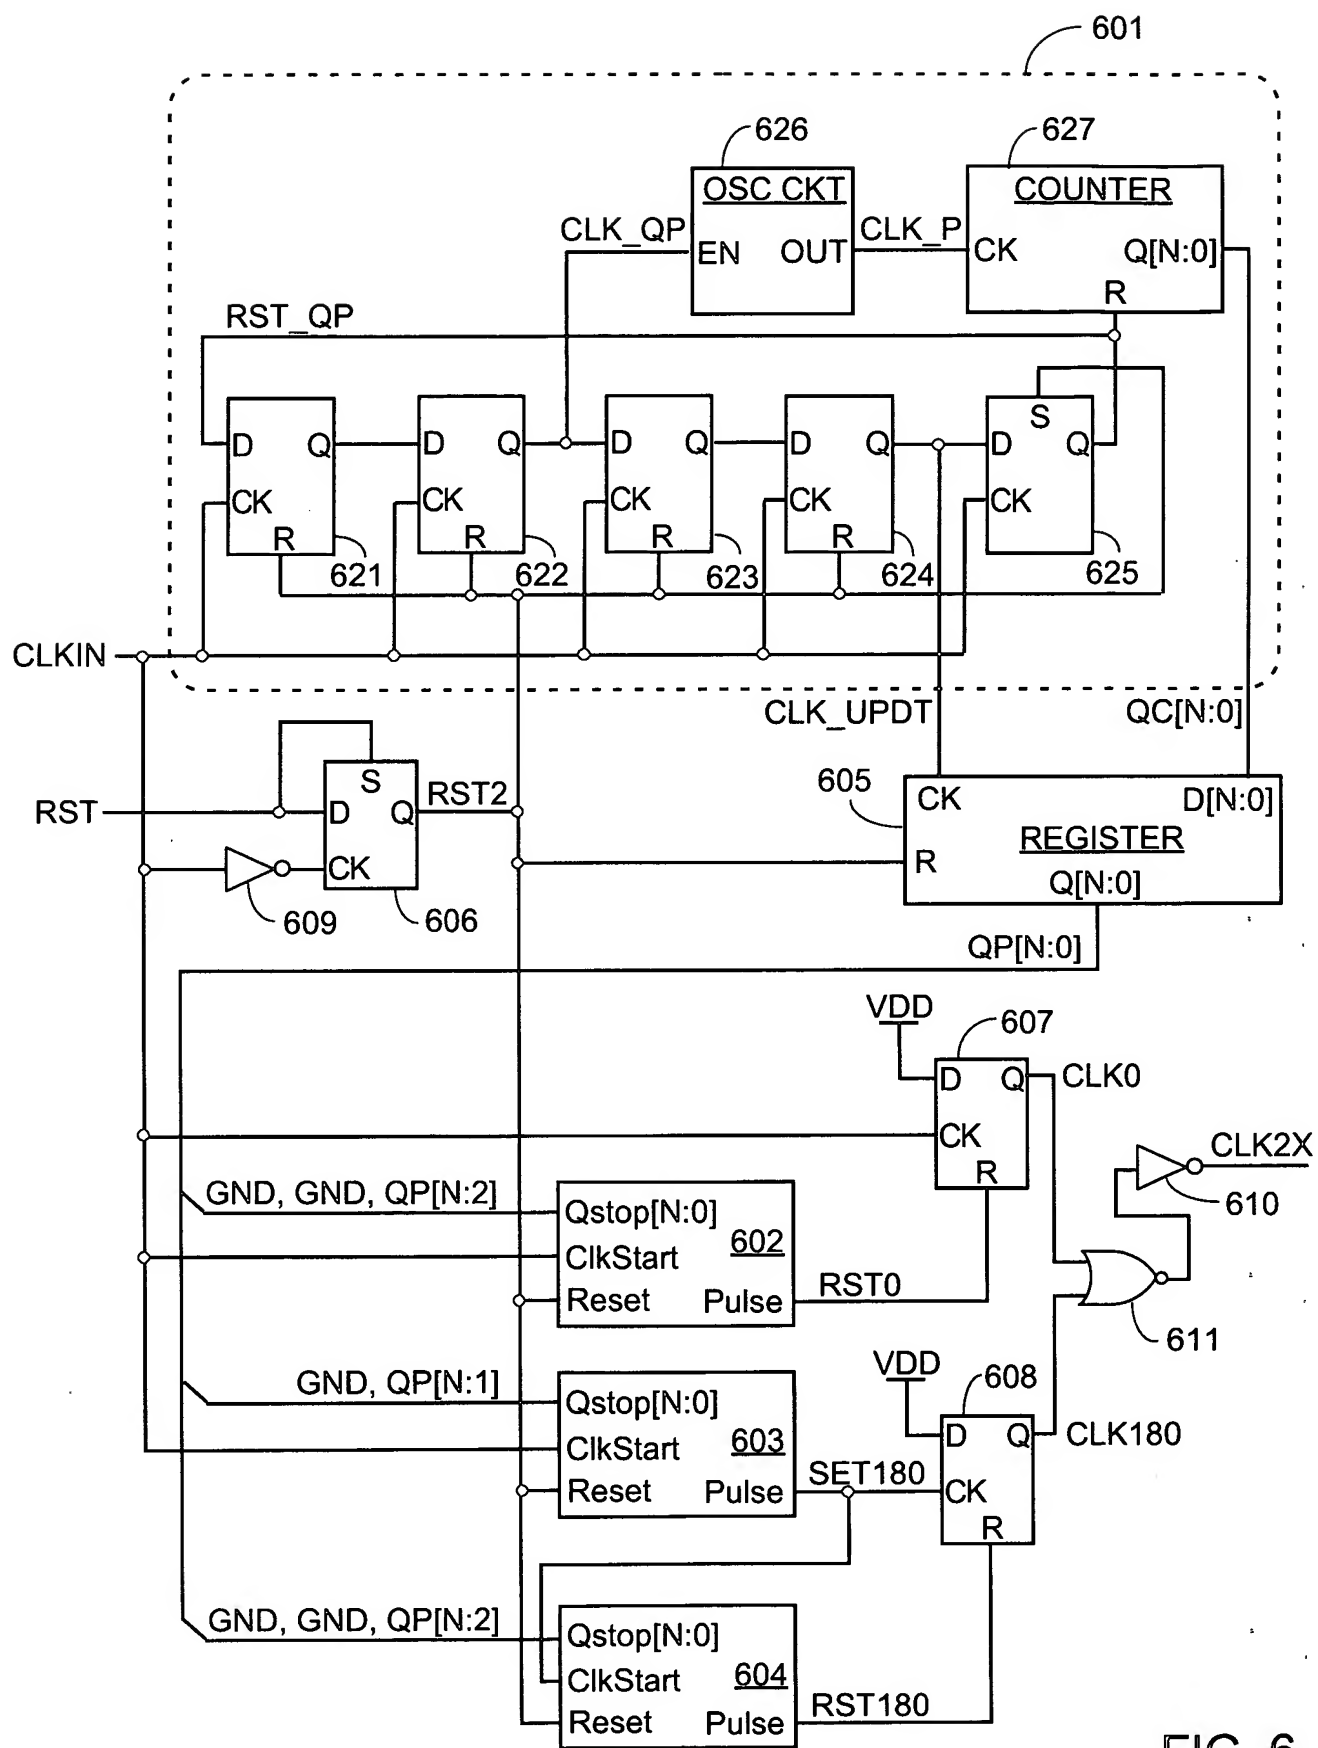 601
626
627
OSC CKT
COUNTER
CLK_QP
EN
OUT
CLK_P
CK
Q[N:0]
R
RST_QP
D
Q
CK
R
621
D
Q
CK
R
622
D
Q
CK
R
623
D
Q
CK
R
624
S
D
Q
CK
625
CLKIN
CLK_UPDT
QC[N:0]
RST
S
D
Q
CK
RST2
609
606
605
CK
D[N:0]
R
REGISTER
Q[N:0]
QP[N:0]
VDD
607
D
Q
CK
R
CLK0
CLK2X
610
611
GND, GND, QP[N:2]
Qstop[N:0]
602
ClkStart
Reset
Pulse
RST0
GND, QP[N:1]
Qstop[N:0]
603
ClkStart
Reset
Pulse
SET180
VDD
608
D
Q
CK
R
CLK180
GND, GND, QP[N:2]
Qstop[N:0]
604
ClkStart
Reset
Pulse
RST180
FIG. 6